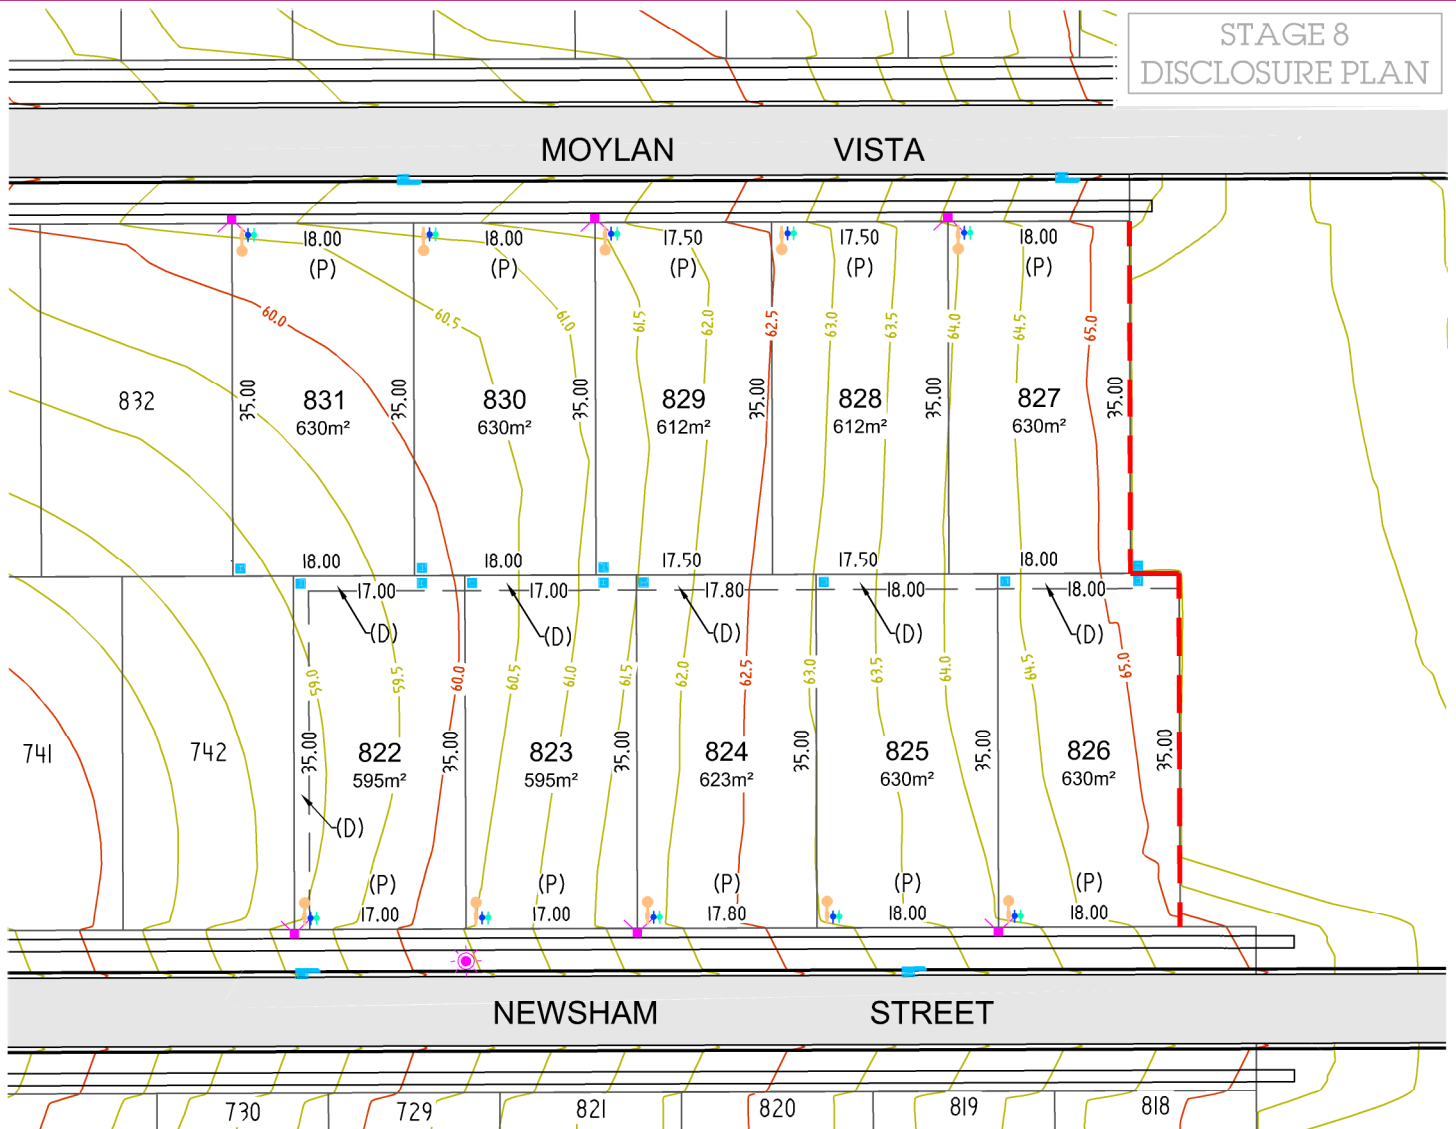 STAGE 8
DISCLOSURE PLAN
MOYLAN VISTA
18.00 18.00 17.50 17.50 18.00
(P) (P) (P) (P) (P)
60.0 60.5 61.0 61.5 62.0 62.5 63.0 63.5 64.0 64.5 65.0
35.00 35.00 35.00 35.00 35.00 35.00
832 831 830 829 828 827
630m² 630m² 612m² 612m² 630m²
18.00 18.00 17.50 17.50 18.00
17.00 17.00 17.80 18.00 18.00
(D) (D) (D) (D) (D)
59.0 59.5 60.0 60.5 61.0 61.5 62.0 62.5 63.0 63.5 64.0 64.5 65.0
35.00 35.00 35.00 35.00 35.00 35.00
741 742 822 823 824 825 826
595m² 595m² 623m² 630m² 630m²
(D)
(P) (P) (P) (P) (P)
17.00 17.00 17.80 18.00 18.00
NEWSHAM STREET
730 729 821 820 819 818